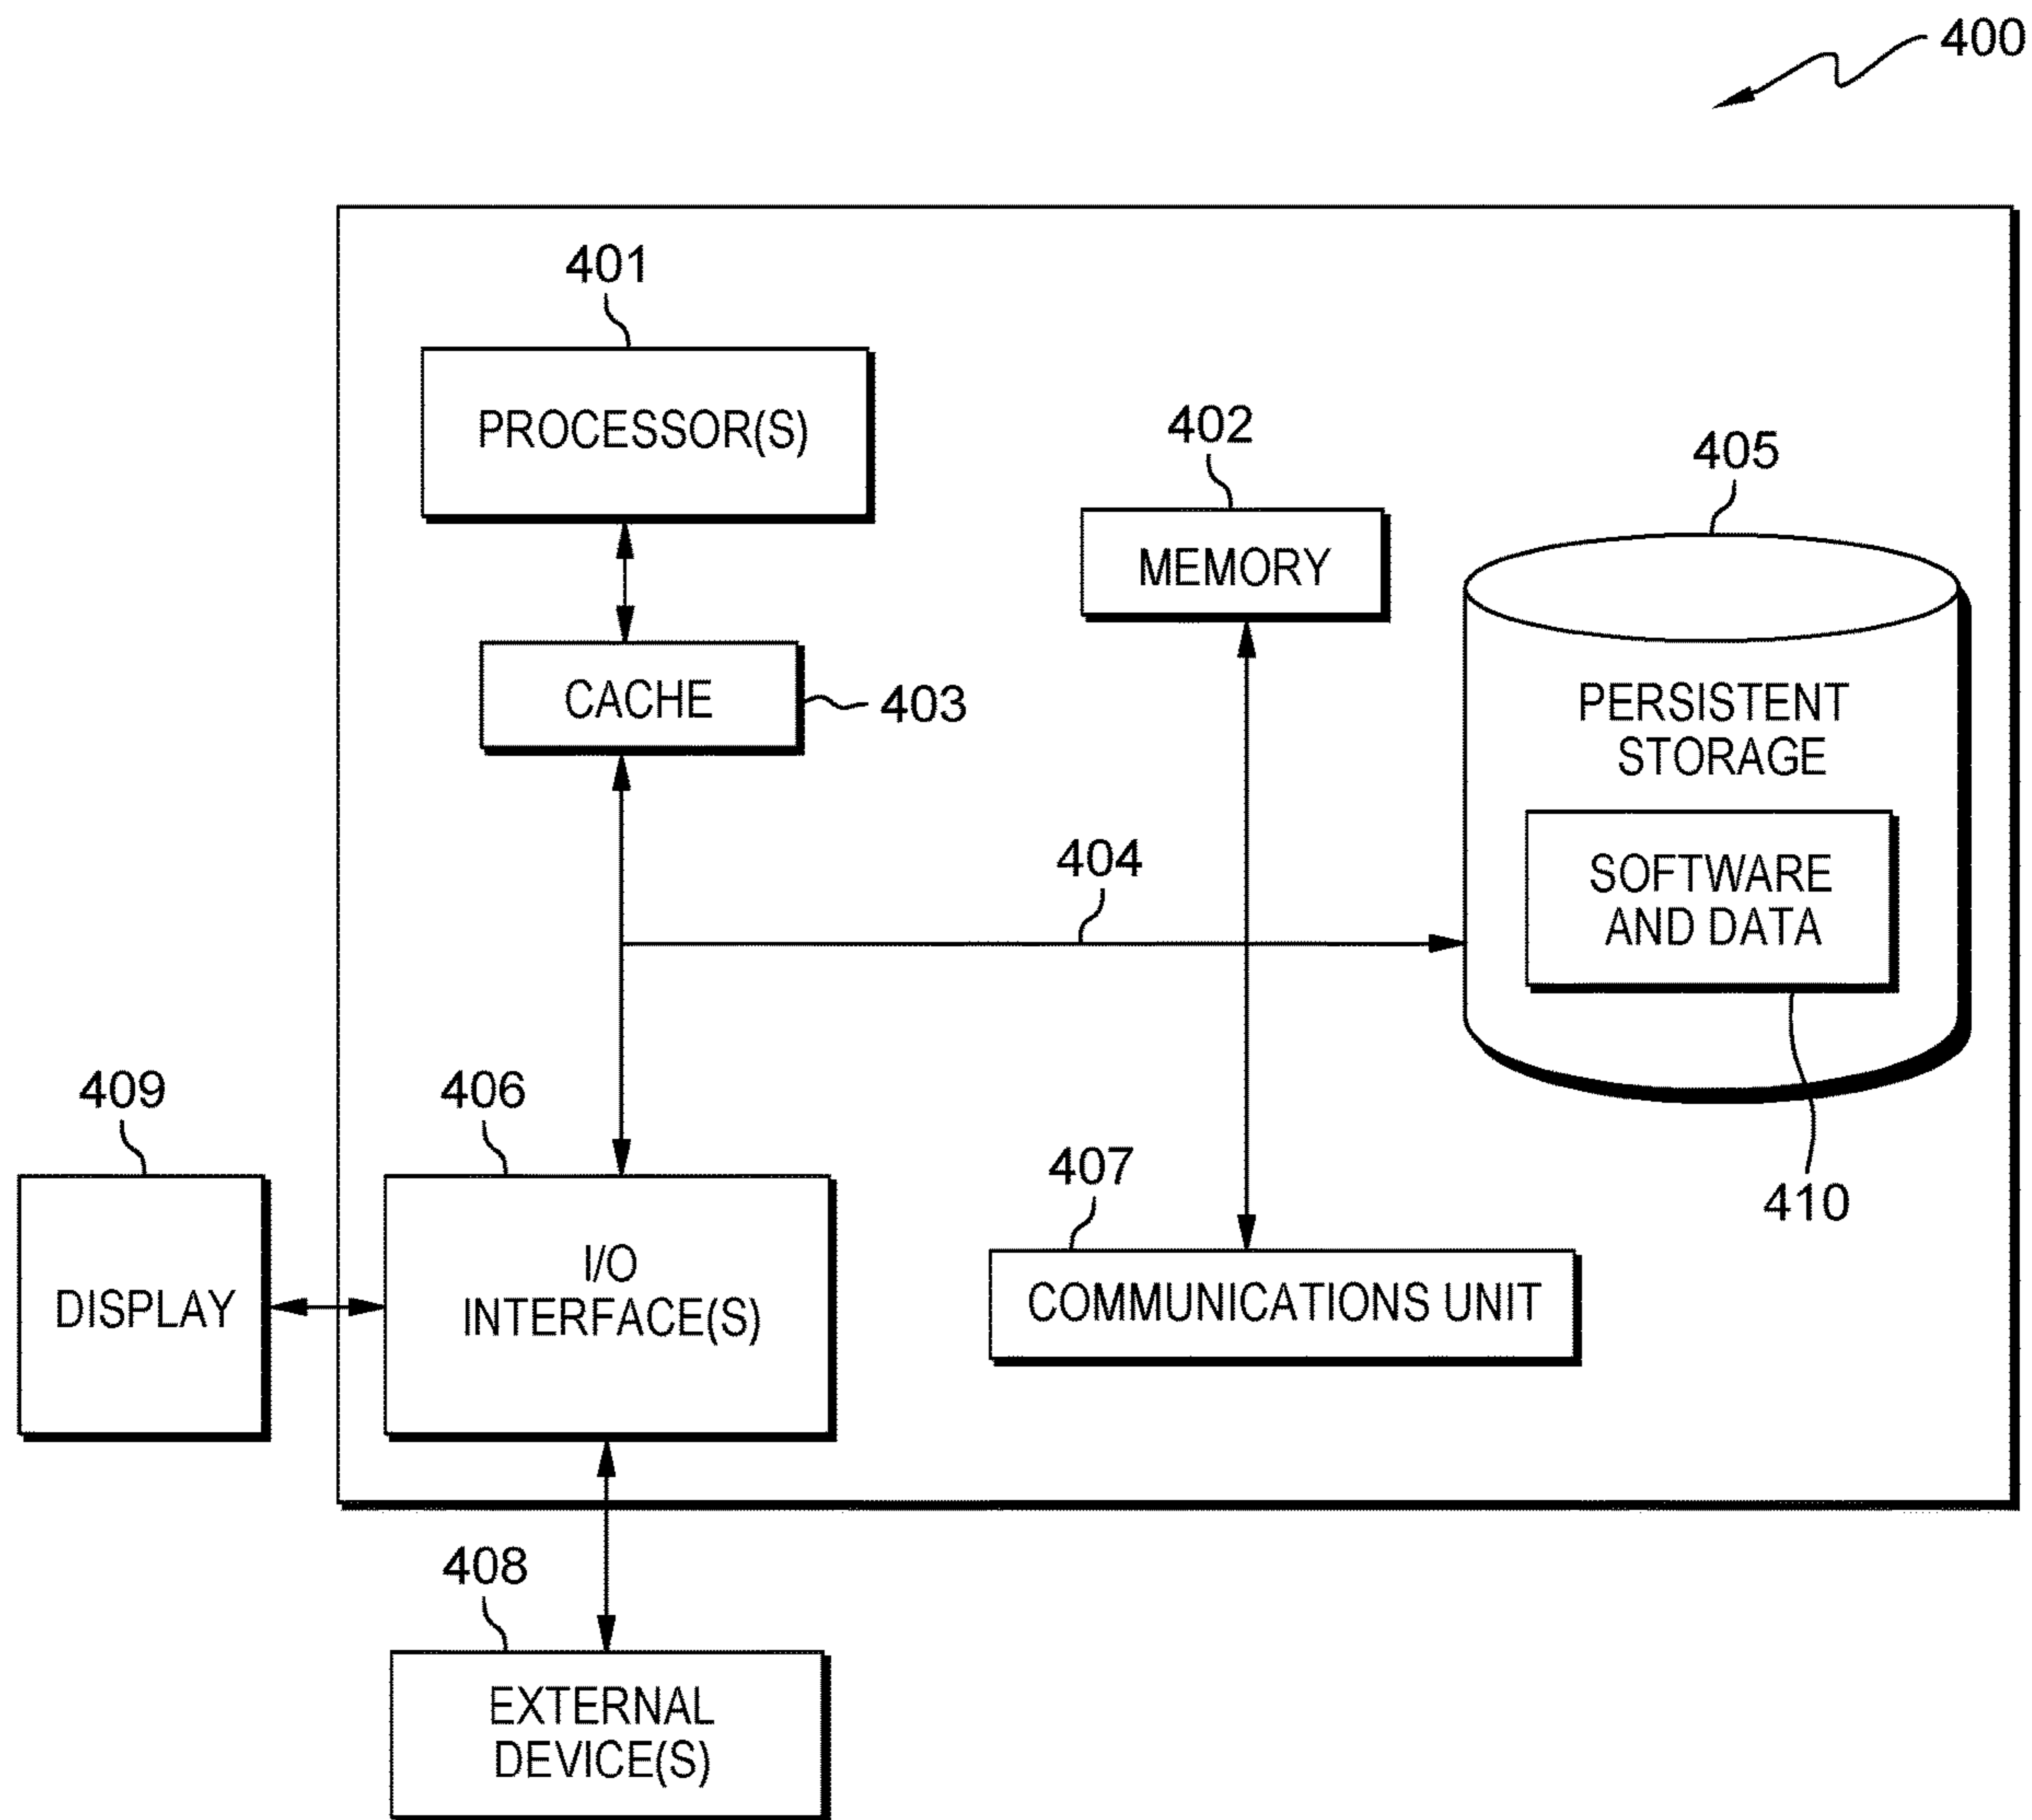 400
401
PROCESSOR(S)
402
MEMORY
405
PERSISTENT
STORAGE
CACHE
403
404
SOFTWARE
AND DATA
410
409
DISPLAY
406
I/O
INTERFACE(S)
407
COMMUNICATIONS UNIT
408
EXTERNAL
DEVICE(S)